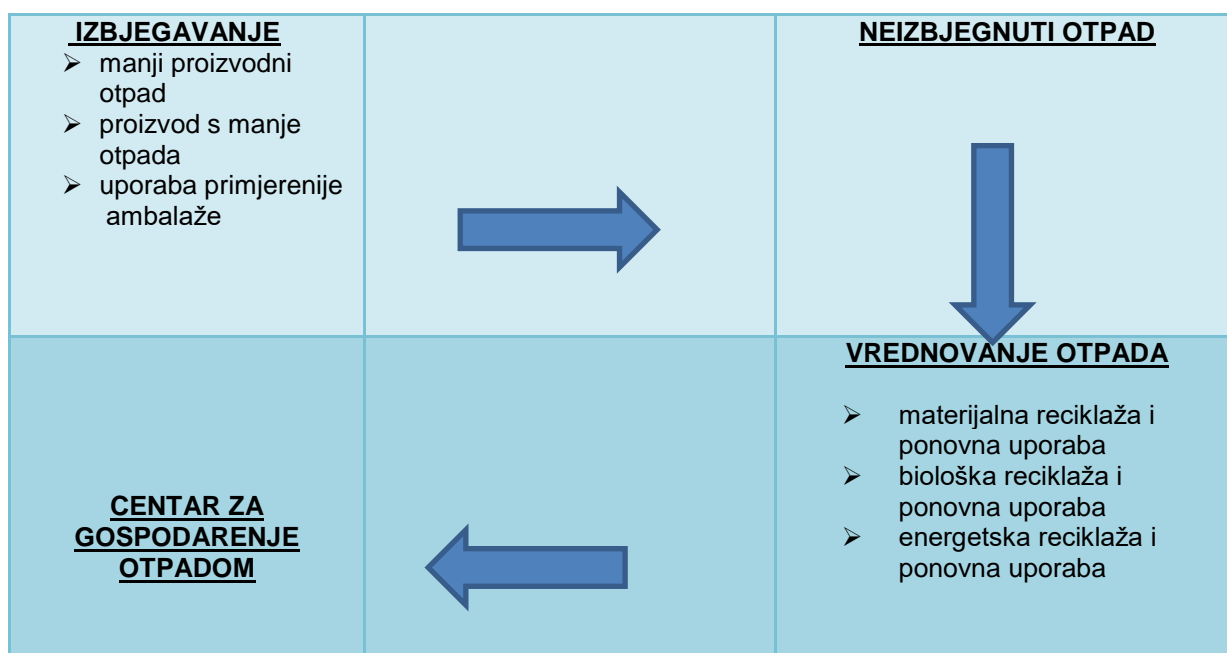 IZBJEGAVANJE
➢ manji proizvodni
otpad
➢ proizvod s manje
otpada
➢ uporaba primjerenije
ambalaže
NEIZBJEGNUTI OTPAD
VREDNOVANJE OTPADA
➢ materijalna reciklaža i
ponovna uporaba
➢ biološka reciklaža i
ponovna uporaba
➢ energetska reciklaža i
ponovna uporaba
CENTAR ZA
GOSPODARENJE
OTPADOM